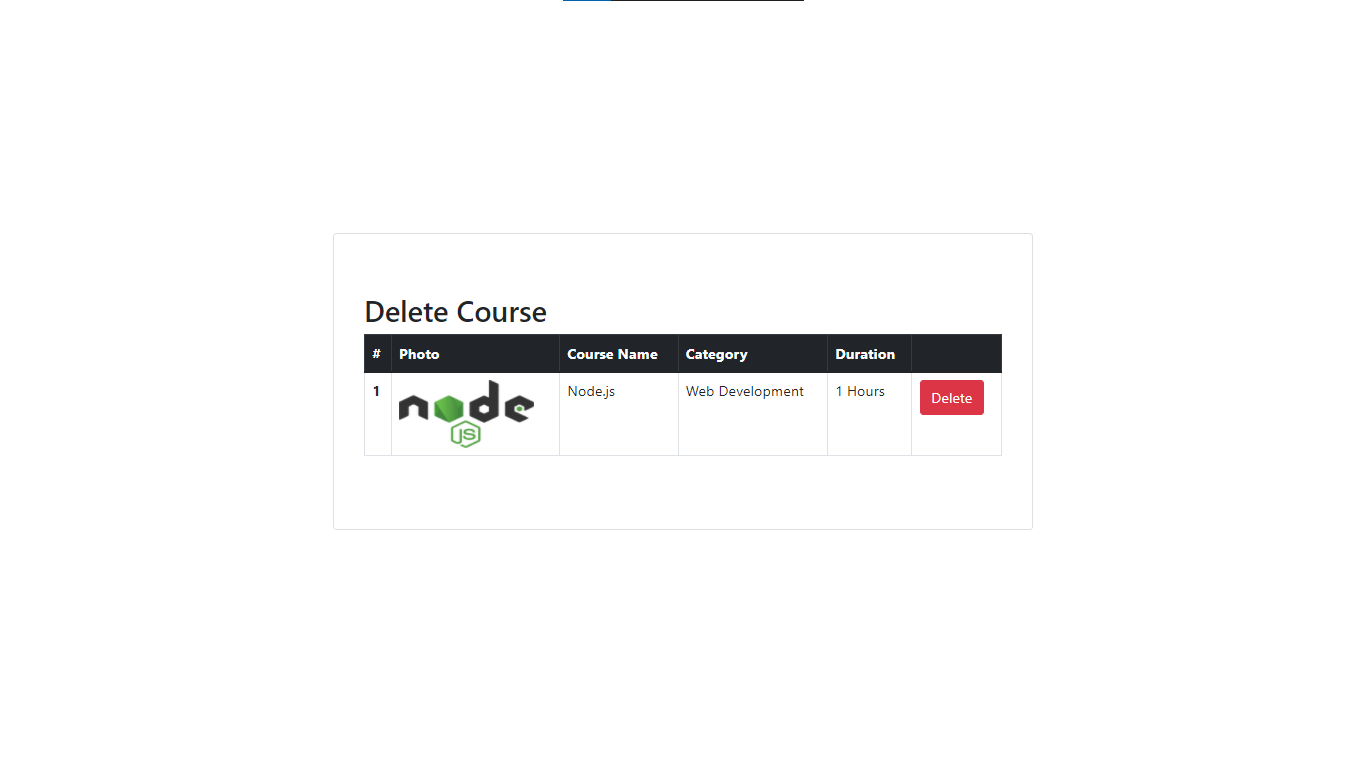 Delete Course
# Photo Course Name Category Duration
1 node JS Node.js Web Development 1 Hours Delete